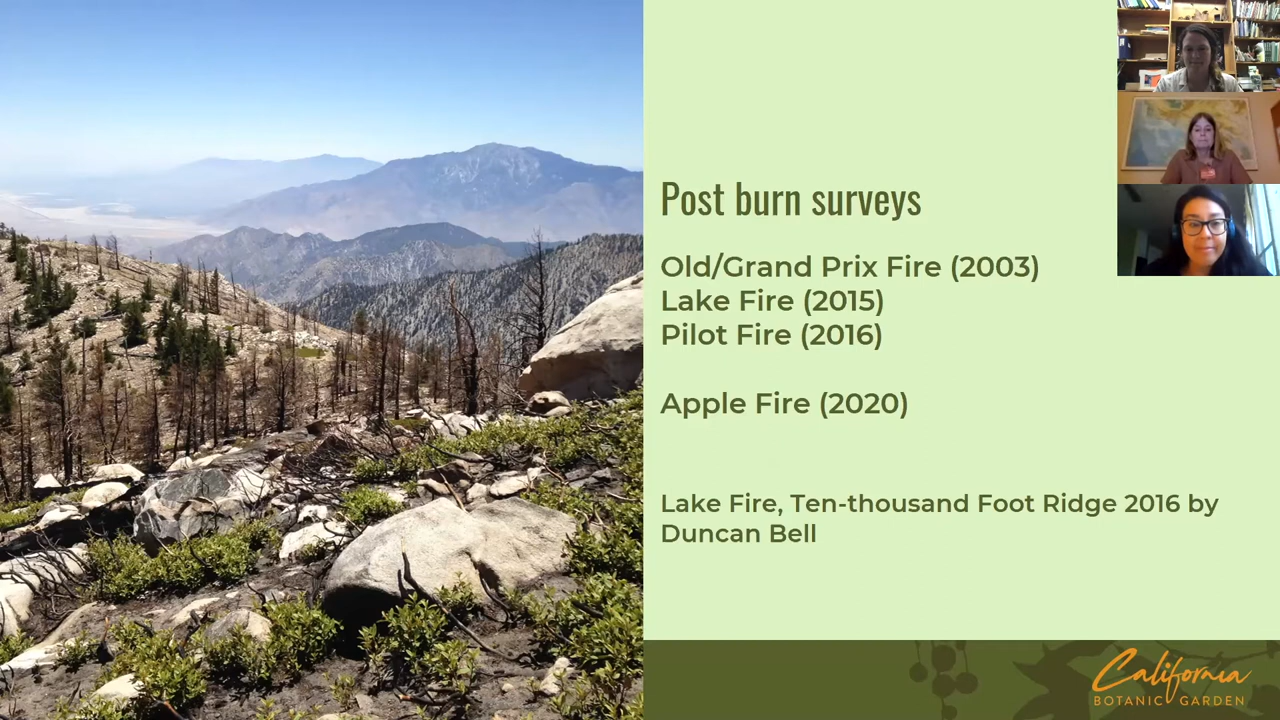 Post burn surveys
Old/Grand Prix Fire (2003)
Lake Fire (2015)
Pilot Fire (2016)
Apple Fire (2020)
Lake Fire, Ten-thousand Foot Ridge 2016 by
Duncan Bell
California
BOTANIC GARDEN